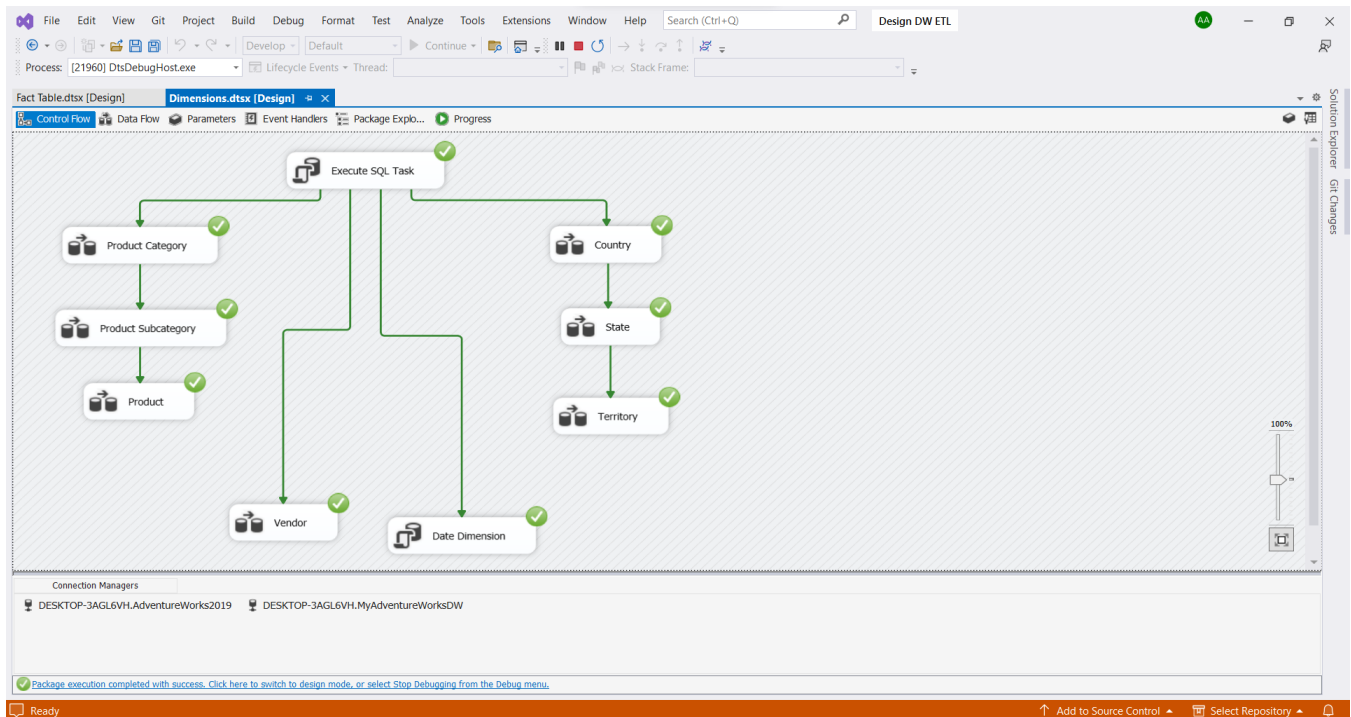 File Edit View Git Project Build Debug Format Test Analyze Tools Extensions Window Help Search (Ctrl+Q) Design DW ETL AA
Develop Default Continue
Process: [21960] DtsDebugHost.exe Lifecycle Events Thread: Stack Frame:
Fact Table.dtsx [Design] Dimensions.dtsx [Design]
Control Flow Data Flow Parameters Event Handlers Package Explo... Progress
Solution Explorer
Git Changes
Execute SQL Task
Product Category
Country
Product Subcategory
State
Product
Territory
100%
Vendor
Date Dimension
Connection Managers
DESKTOP-3AGL6VH.AdventureWorks2019 DESKTOP-3AGL6VH.MyAdventureWorksDW
Package execution completed with success. Click here to switch to design mode, or select Stop Debugging from the Debug menu.
Ready Add to Source Control Select Repository